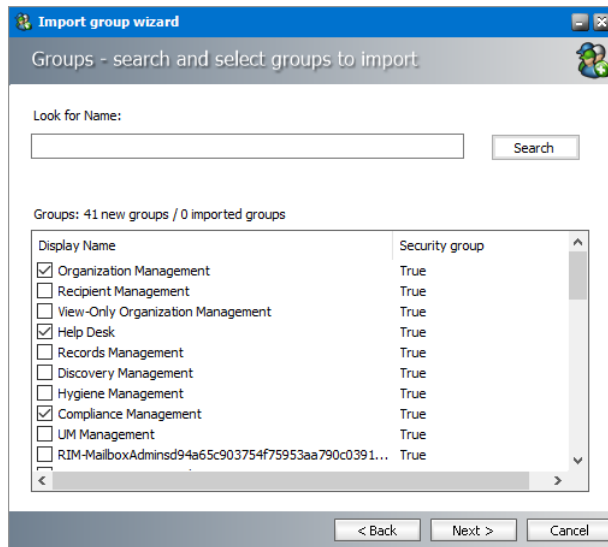 Import group wizard
Groups - search and select groups to import
Look for Name:
Search
Groups: 41 new groups / 0 imported groups
Display Name Security group
Organization Management True
Recipient Management True
View-Only Organization Management True
Help Desk True
Records Management True
Discovery Management True
Hygiene Management True
Compliance Management True
UM Management True
RIM-MailboxAdminsd94a65c903754f75953aa790c0391... True
< Back Next > Cancel